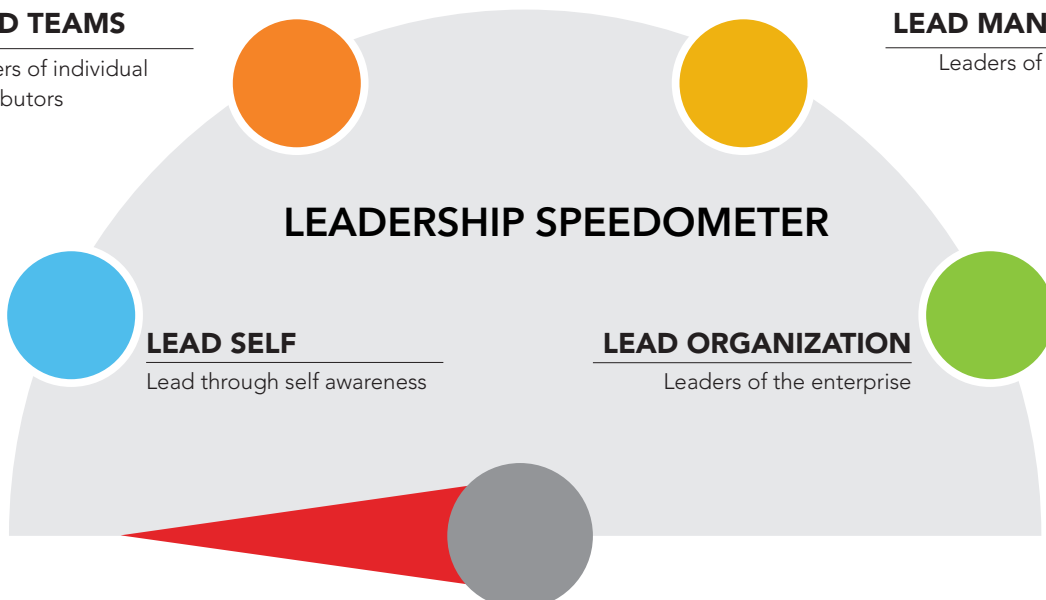 D TEAMS
ers of individual
butors
LEAD MAN
Leaders of
LEADERSHIP SPEEDOMETER
LEAD SELF
Lead through self awareness
LEAD ORGANIZATION
Leaders of the enterprise